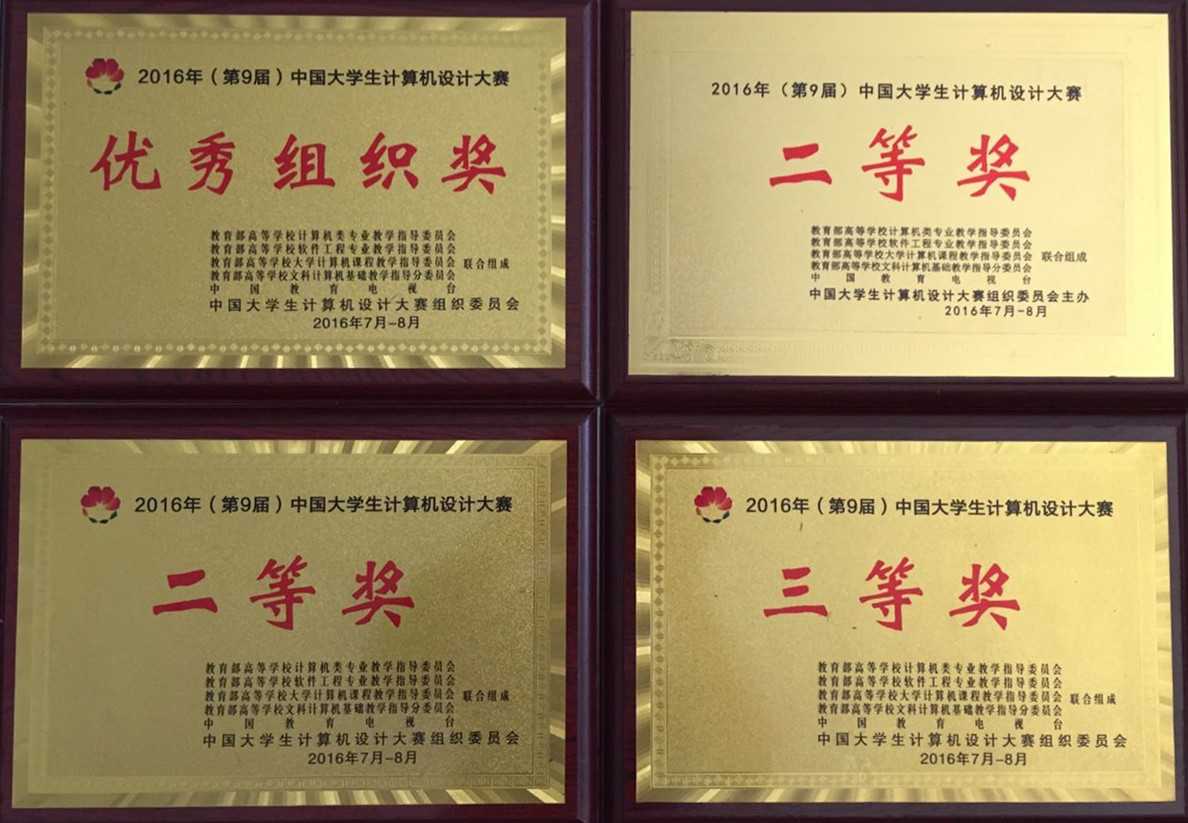 2016年（第9届）中国大学生计算机设计大赛
优秀组织奖
教育部高等学校计算机类专业教学指导委员会
教育部高等学校软件工程专业教学指导委员会
教育部高等学校大学计算机课程教学指导委员会 联合组成
教育部高等学校文科计算机基础教学指导分委员会
中国教育电视台
中国大学生计算机设计大赛组织委员会
2016年7月-8月
2016年（第9届）中国大学生计算机设计大赛
二等奖
教育部高等学校计算机类专业教学指导委员会
教育部高等学校软件工程专业教学指导委员会
教育部高等学校大学计算机课程教学指导委员会 联合组成
教育部高等学校文科计算机基础教学指导分委员会
中国教育电视台
中国大学生计算机设计大赛组织委员会主办
2016年7月-8月
2016年（第9届）中国大学生计算机设计大赛
二等奖
教育部高等学校计算机类专业教学指导委员会
教育部高等学校软件工程专业教学指导委员会
教育部高等学校大学计算机课程教学指导委员会 联合组成
教育部高等学校文科计算机基础教学指导分委员会
中国教育电视台
中国大学生计算机设计大赛组织委员会
2016年7月-8月
2016年（第9届）中国大学生计算机设计大赛
三等奖
教育部高等学校计算机类专业教学指导委员会
教育部高等学校软件工程专业教学指导委员会
教育部高等学校大学计算机课程教学指导委员会 联合组成
教育部高等学校文科计算机基础教学指导分委员会
中国教育电视台
中国大学生计算机设计大赛组织委员会
2016年7月-8月